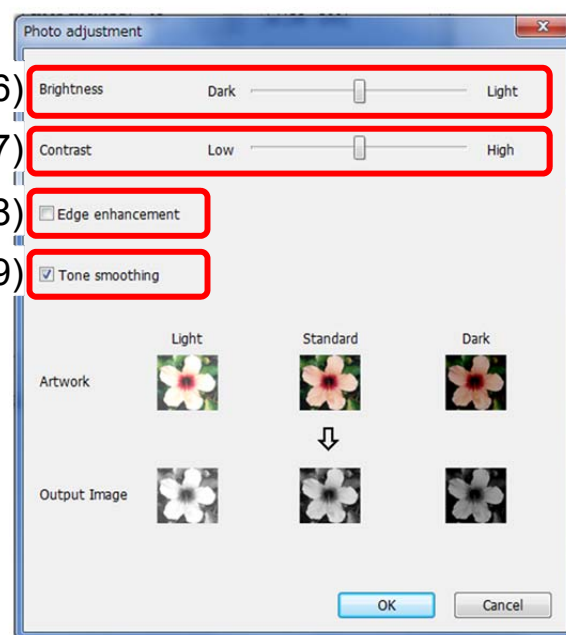 Photo adjustment
6) Brightness Dark Light
7) Contrast Low High
8) Edge enhancement
9) Tone smoothing
Light Standard Dark
Artwork
Output Image
OK Cancel